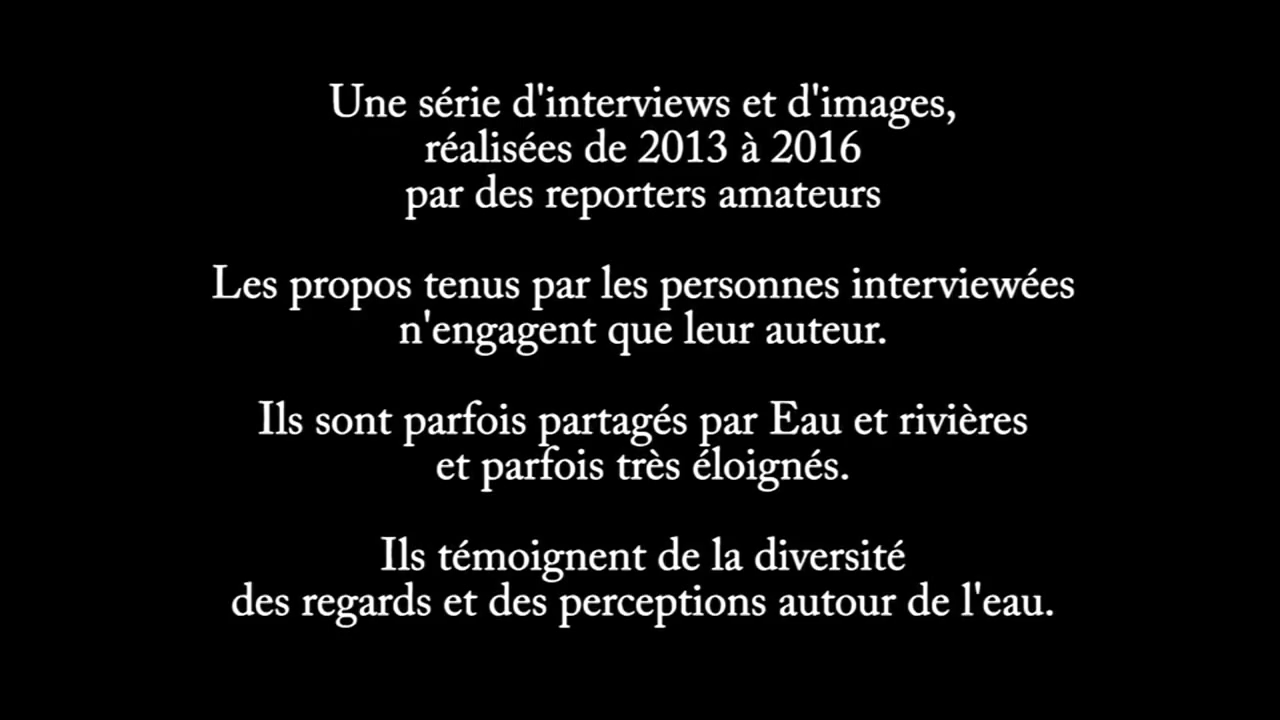 Une série d'interviews et d'images,
réalisées de 2013 à 2016
par des reporters amateurs
Les propos tenus par les personnes interviewées
n'engagent que leur auteur.
Ils sont parfois partagés par Eau et rivières
et parfois très éloignés.
Ils témoignent de la diversité
des regards et des perceptions autour de l'eau.